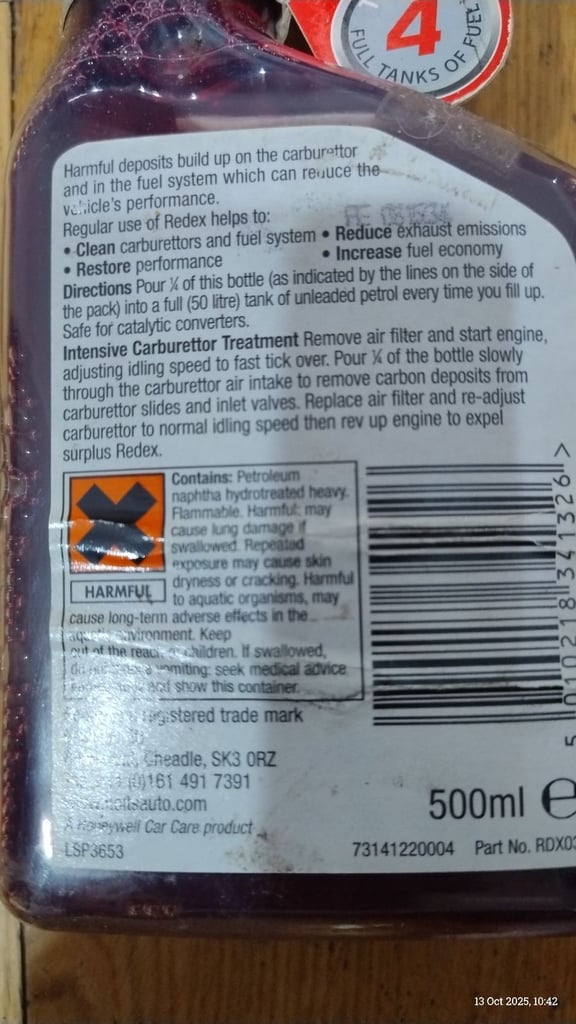 4
FULL TANKS OF FUEL
Harmful deposits build up on the carburettor
and in the fuel system which can reduce the
vehicle's performance.
Regular use of Redex helps to:
• Clean carburettors and fuel system • Reduce exhaust emissions
• Restore performance • Increase fuel economy
Directions Pour ¼ of this bottle (as indicated by the lines on the side of
the pack) into a full (50 litre) tank of unleaded petrol every time you fill up.
Safe for catalytic converters.
Intensive Carburettor Treatment Remove air filter and start engine,
adjusting idling speed to fast tick over. Pour ¼ of the bottle slowly
through the carburettor air intake to remove carbon deposits from
carburettor slides and inlet valves. Replace air filter and re-adjust
carburettor to normal idling speed then rev up engine to expel
surplus Redex.
Contains: Petroleum
naphtha hydrotreated heavy.
Flammable. Harmful: may
cause lung damage if
swallowed. Repeated
exposure may cause skin
dryness or cracking. Harmful
HARMFUL
to aquatic organisms, may
cause long-term adverse effects in the
aquatic environment. Keep
out of the reach of children. If swallowed,
do not vomiting: seek medical advice
and show this container.
registered trade mark
Cheadle, SK3 0RZ
(0)161 491 7391
www.holtsauto.com
A Honeywell Car Care product
LSP3653
5 010218 341326 >
500ml e
73141220004 Part No. RDX03
13 Oct 2025, 10:42